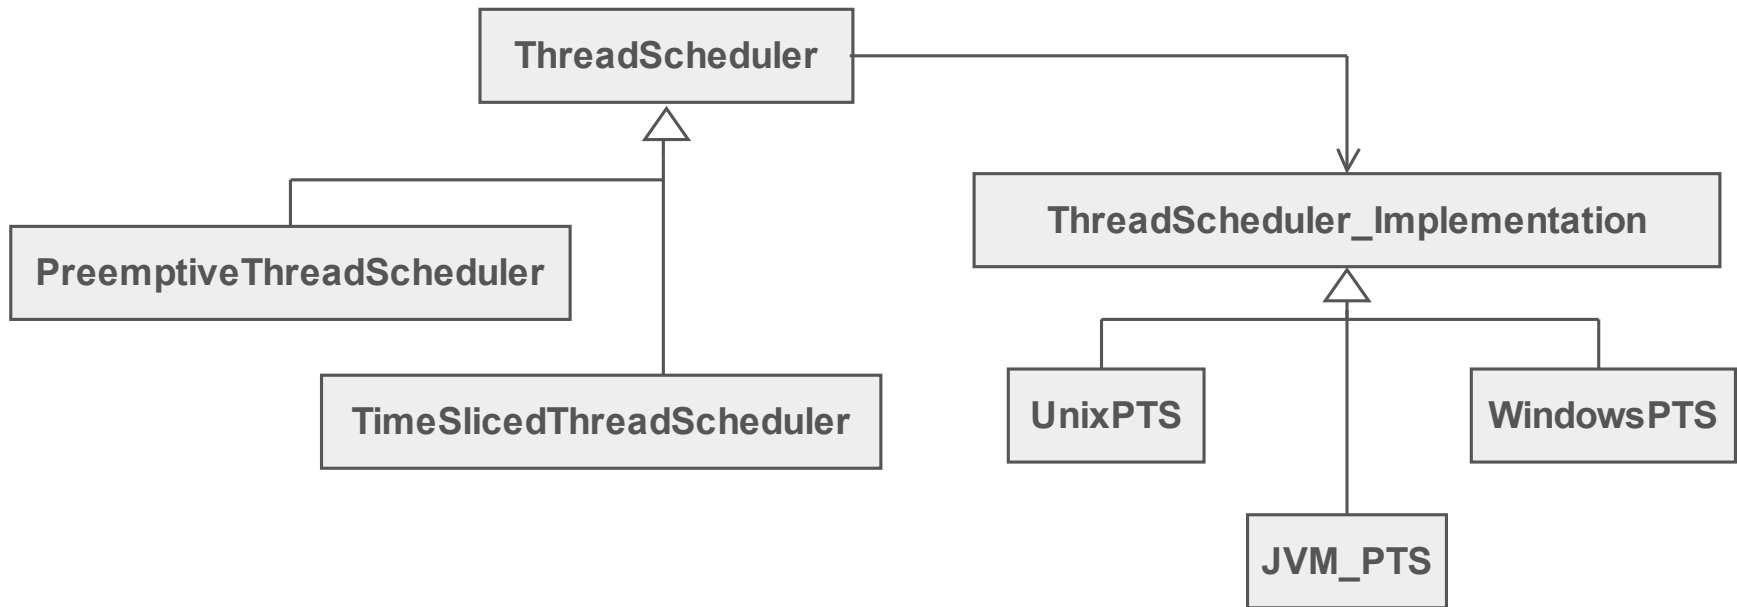 ThreadScheduler
ThreadScheduler_Implementation
PreemptiveThreadScheduler
TimeSlicedThreadScheduler
UnixPTS
WindowsPTS
JVM_PTS